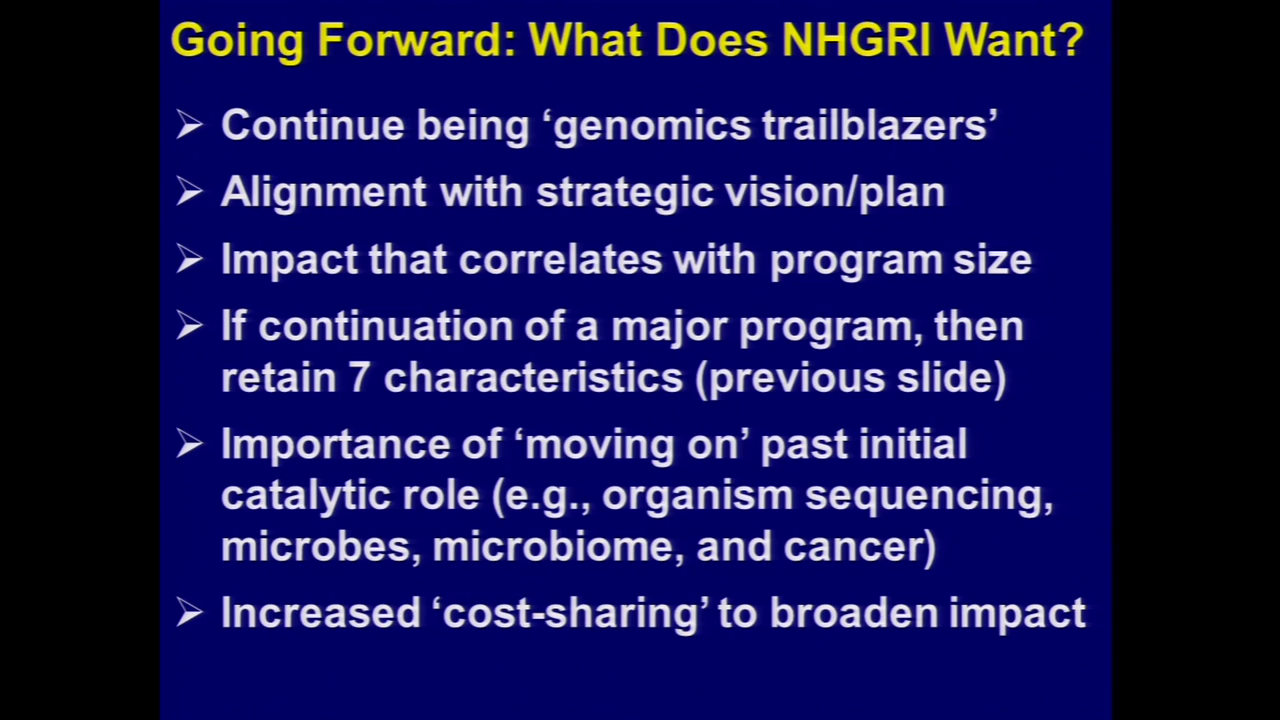 Going Forward: What Does NHGRI Want?
➢ Continue being ‘genomics trailblazers’
➢ Alignment with strategic vision/plan
➢ Impact that correlates with program size
➢ If continuation of a major program, then
retain 7 characteristics (previous slide)
➢ Importance of ‘moving on’ past initial
catalytic role (e.g., organism sequencing,
microbes, microbiome, and cancer)
➢ Increased ‘cost-sharing’ to broaden impact